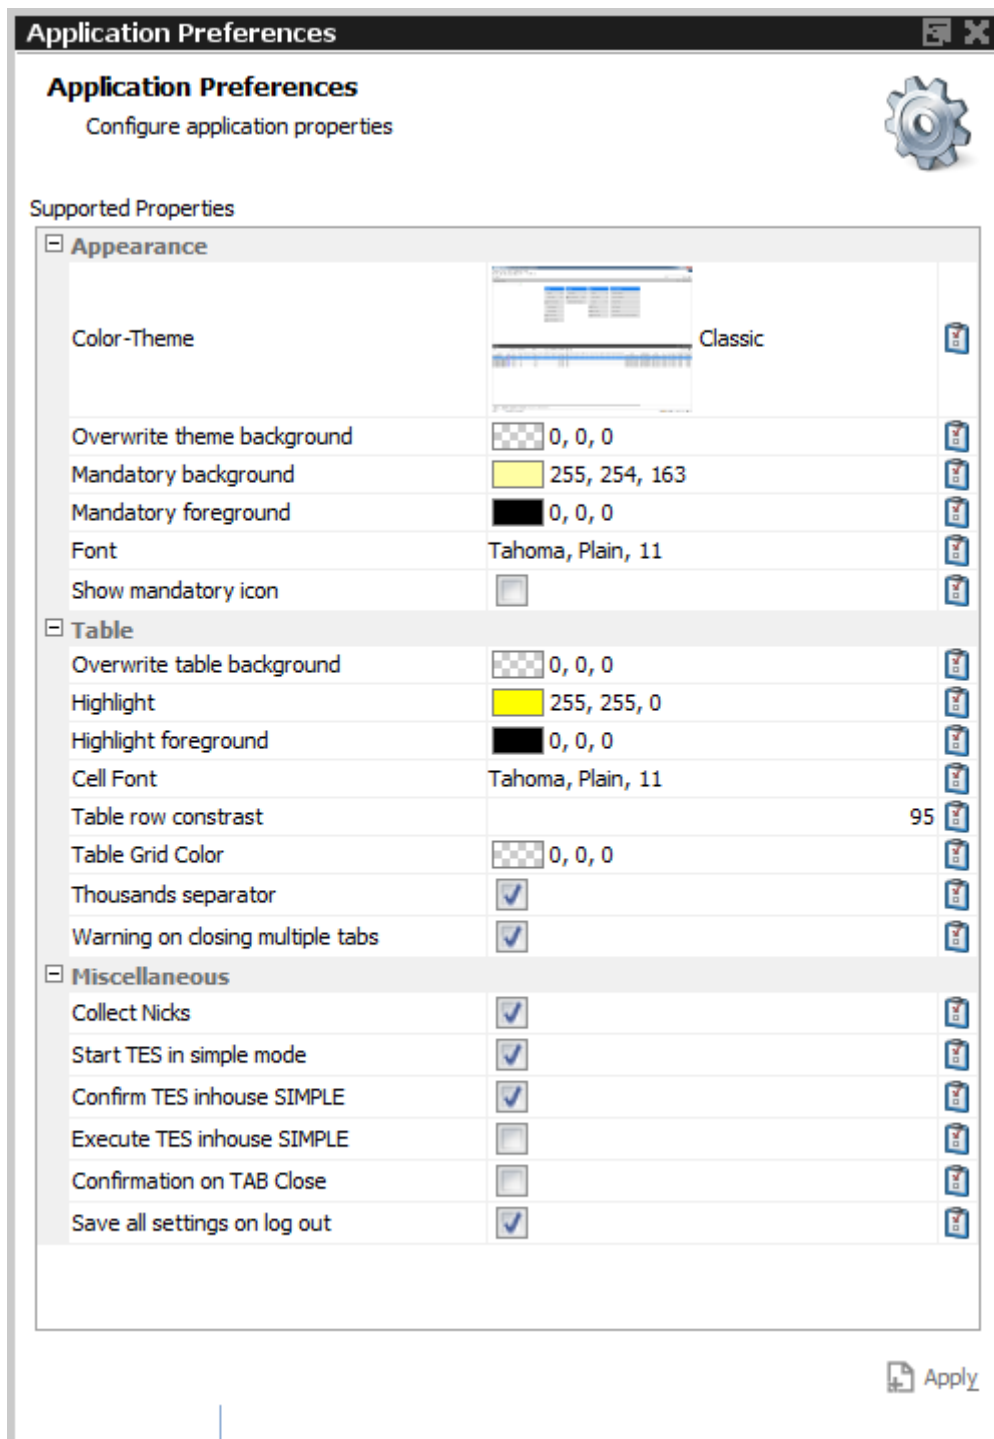 Application Preferences
Application Preferences
Configure application properties
Supported Properties
Appearance
Color-Theme Classic
Overwrite theme background 0, 0, 0
Mandatory background 255, 254, 163
Mandatory foreground 0, 0, 0
Font Tahoma, Plain, 11
Show mandatory icon
Table
Overwrite table background 0, 0, 0
Highlight 255, 255, 0
Highlight foreground 0, 0, 0
Cell Font Tahoma, Plain, 11
Table row constrast 95
Table Grid Color 0, 0, 0
Thousands separator
Warning on closing multiple tabs
Miscellaneous
Collect Nicks
Start TES in simple mode
Confirm TES inhouse SIMPLE
Execute TES inhouse SIMPLE
Confirmation on TAB Close
Save all settings on log out
Apply